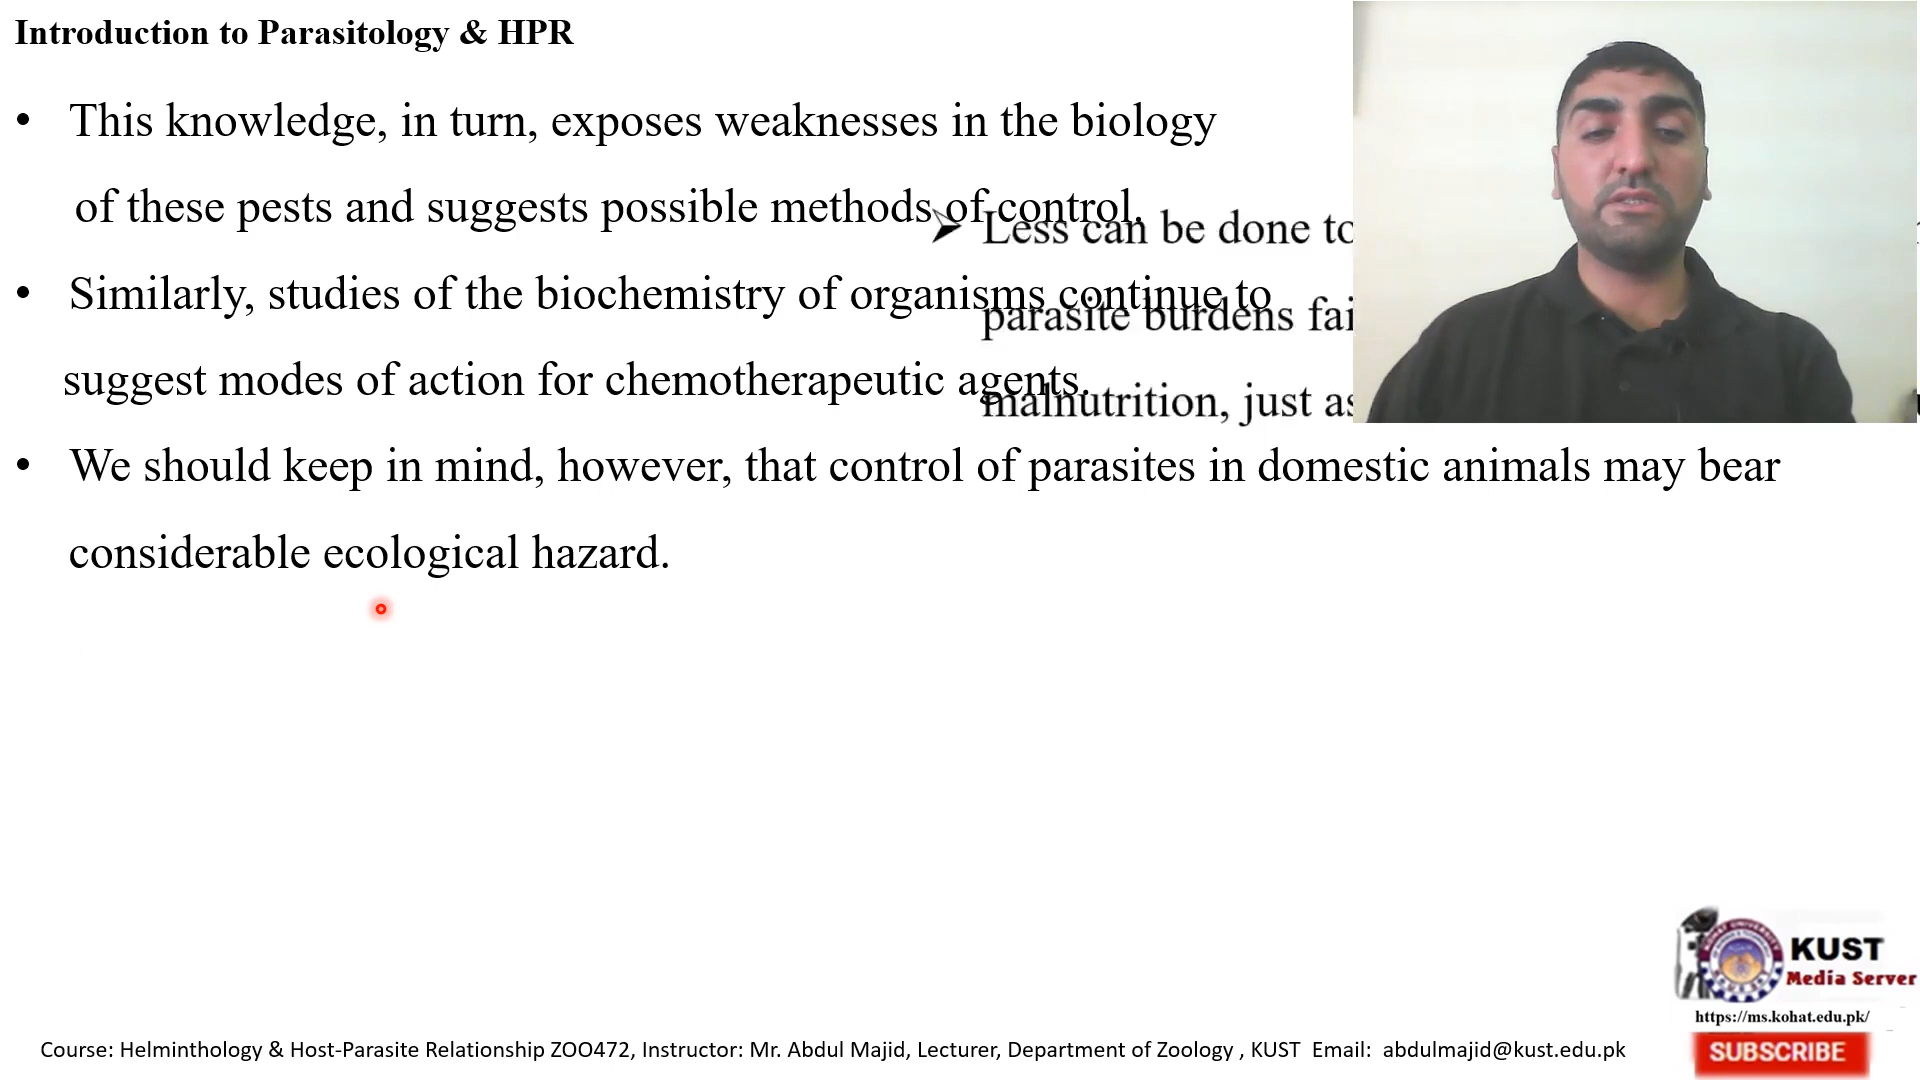 Introduction to Parasitology & HPR
• This knowledge, in turn, exposes weaknesses in the biology
of these pests and suggests possible methods of control.
• Similarly, studies of the biochemistry of organisms continue to
suggest modes of action for chemotherapeutic agents.
• We should keep in mind, however, that control of parasites in domestic animals may bear
considerable ecological hazard.
➢ Less can be done to
parasite burdens
malnutrition, just
KUST
Media Server
https://ms.kohat.edu.pk/
SUBSCRIBE
Course: Helminthology & Host-Parasite Relationship ZOO472, Instructor: Mr. Abdul Majid, Lecturer, Department of Zoology , KUST Email: abdulmajid@kust.edu.pk